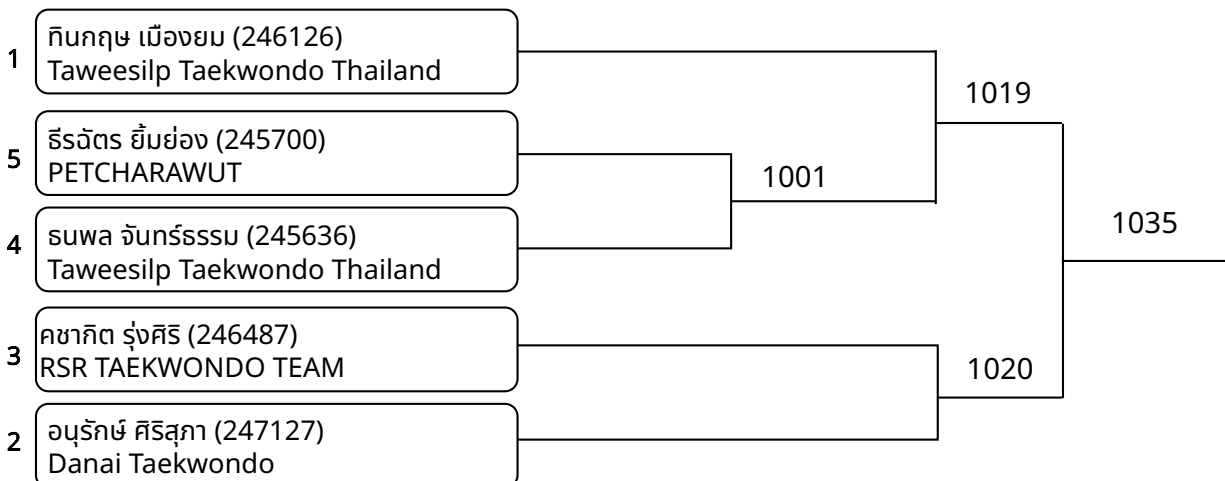 1
ทินกฤษ เมืองยม (246126)
Taweesilp Taekwondo Thailand
1019
5
ธีรฉัตร ยิ้มย่อง (245700)
PETCHARAWUT
1001
4
ธนพล จันทร์ธรรม (245636)
Taweesilp Taekwondo Thailand
1035
3
คชากิต รุ่งศิริ (246487)
RSR TAEKWONDO TEAM
1020
2
อนุรักษ์ ศิริสุภา (247127)
Danai Taekwondo